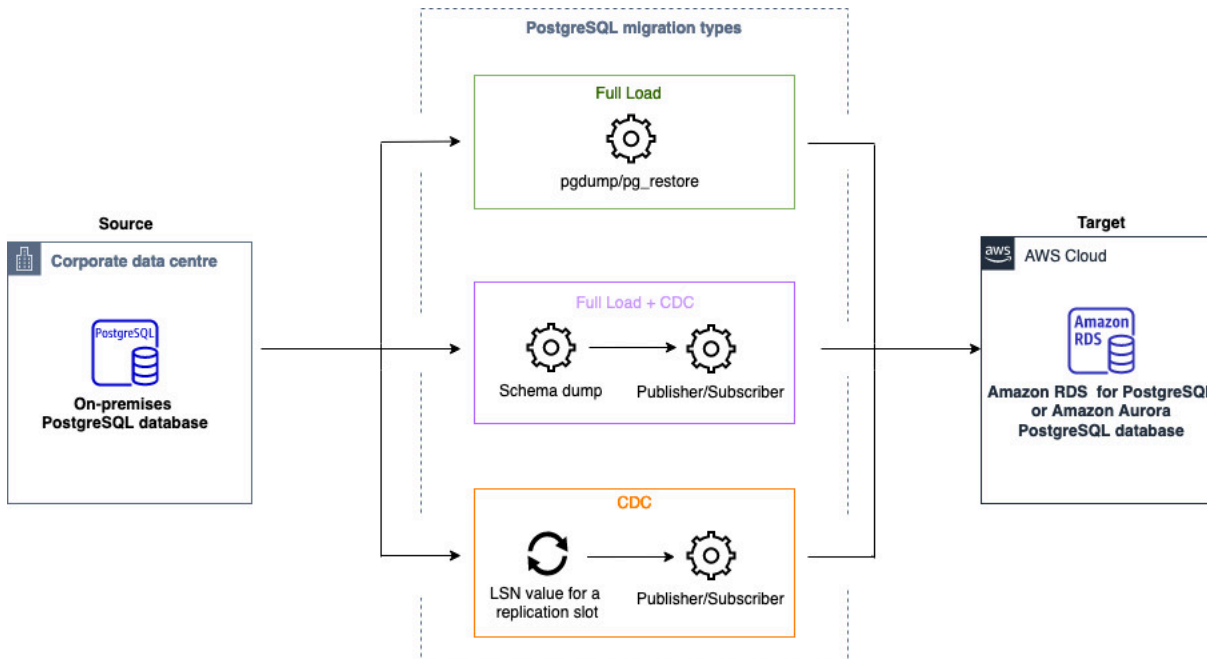 PostgreSQL migration types
Full Load
pgdump/pg_restore
Source
Corporate data centre
PostgreSQL
On-premises
PostgreSQL database
Full Load + CDC
Schema dump
Publisher/Subscriber
CDC
LSN value for a
replication slot
Publisher/Subscriber
Target
aws
AWS Cloud
Amazon
RDS
Amazon RDS for PostgreSQL
or Amazon Aurora
PostgreSQL database